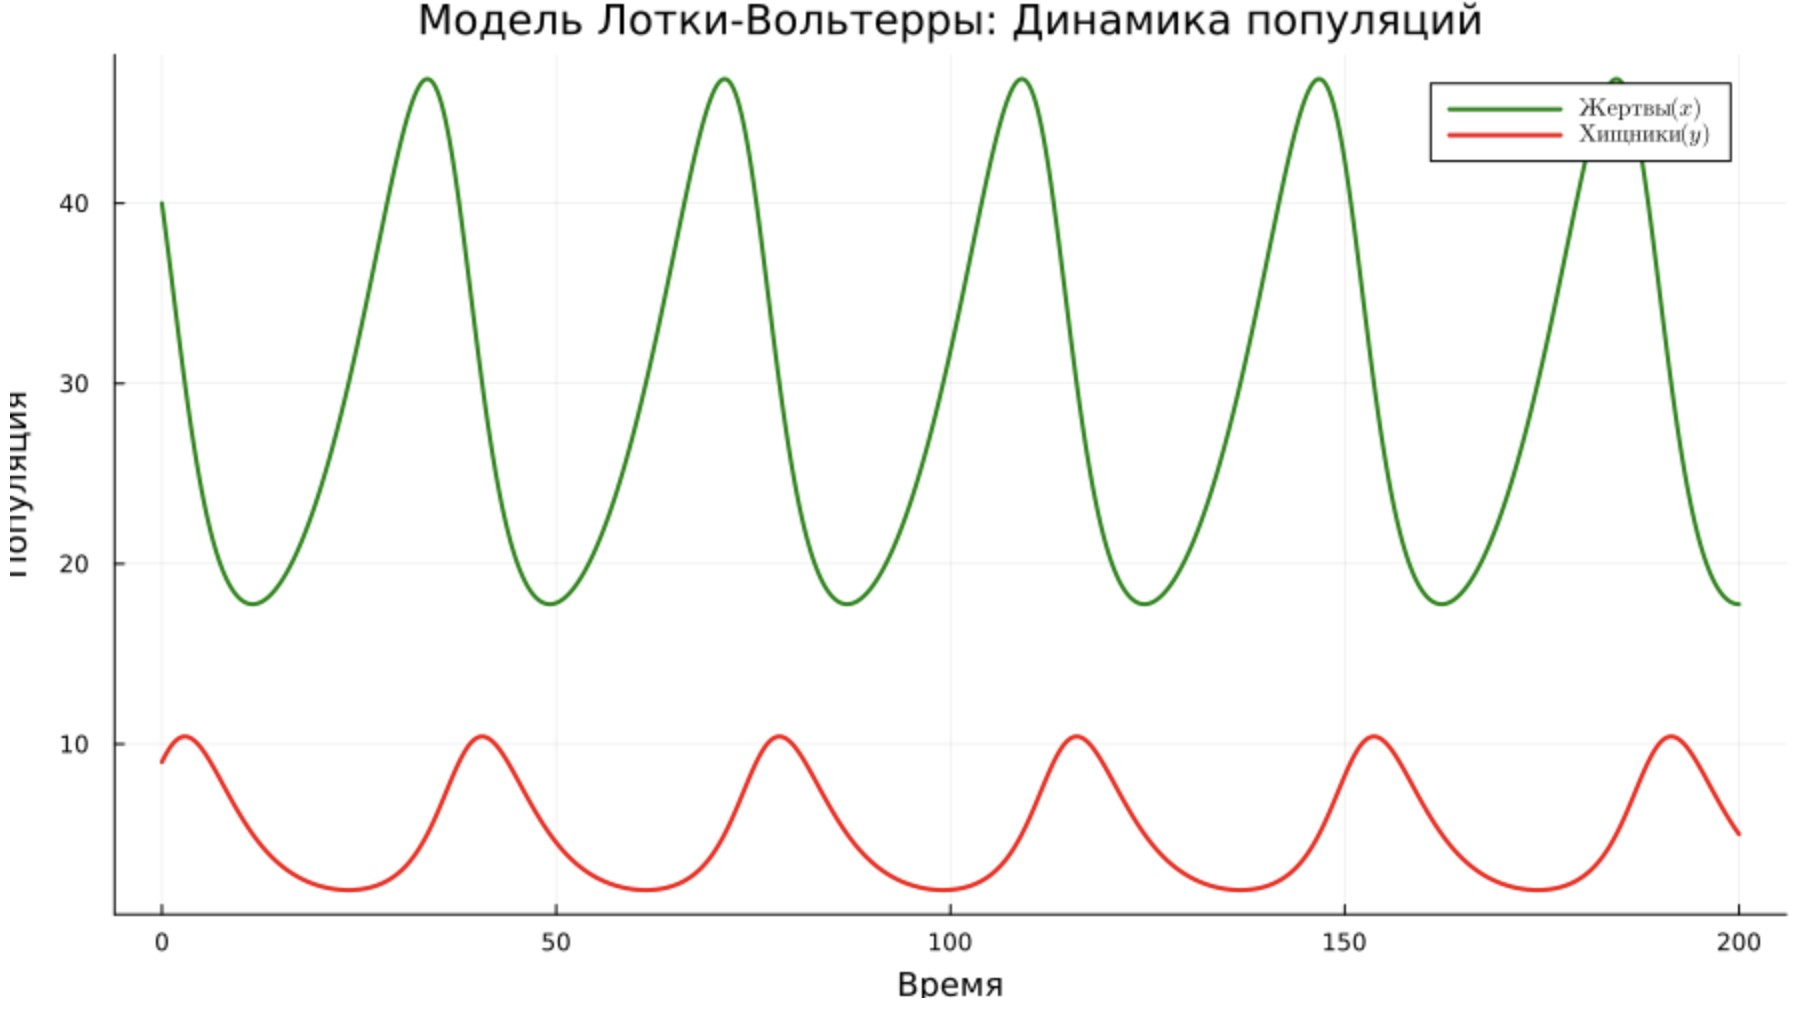 Модель Лотки-Вольтерры: Динамика популяций
Жертвы(x)
Хищники(y)
Популяция
40
30
20
10
0 50 100 150 200
Время